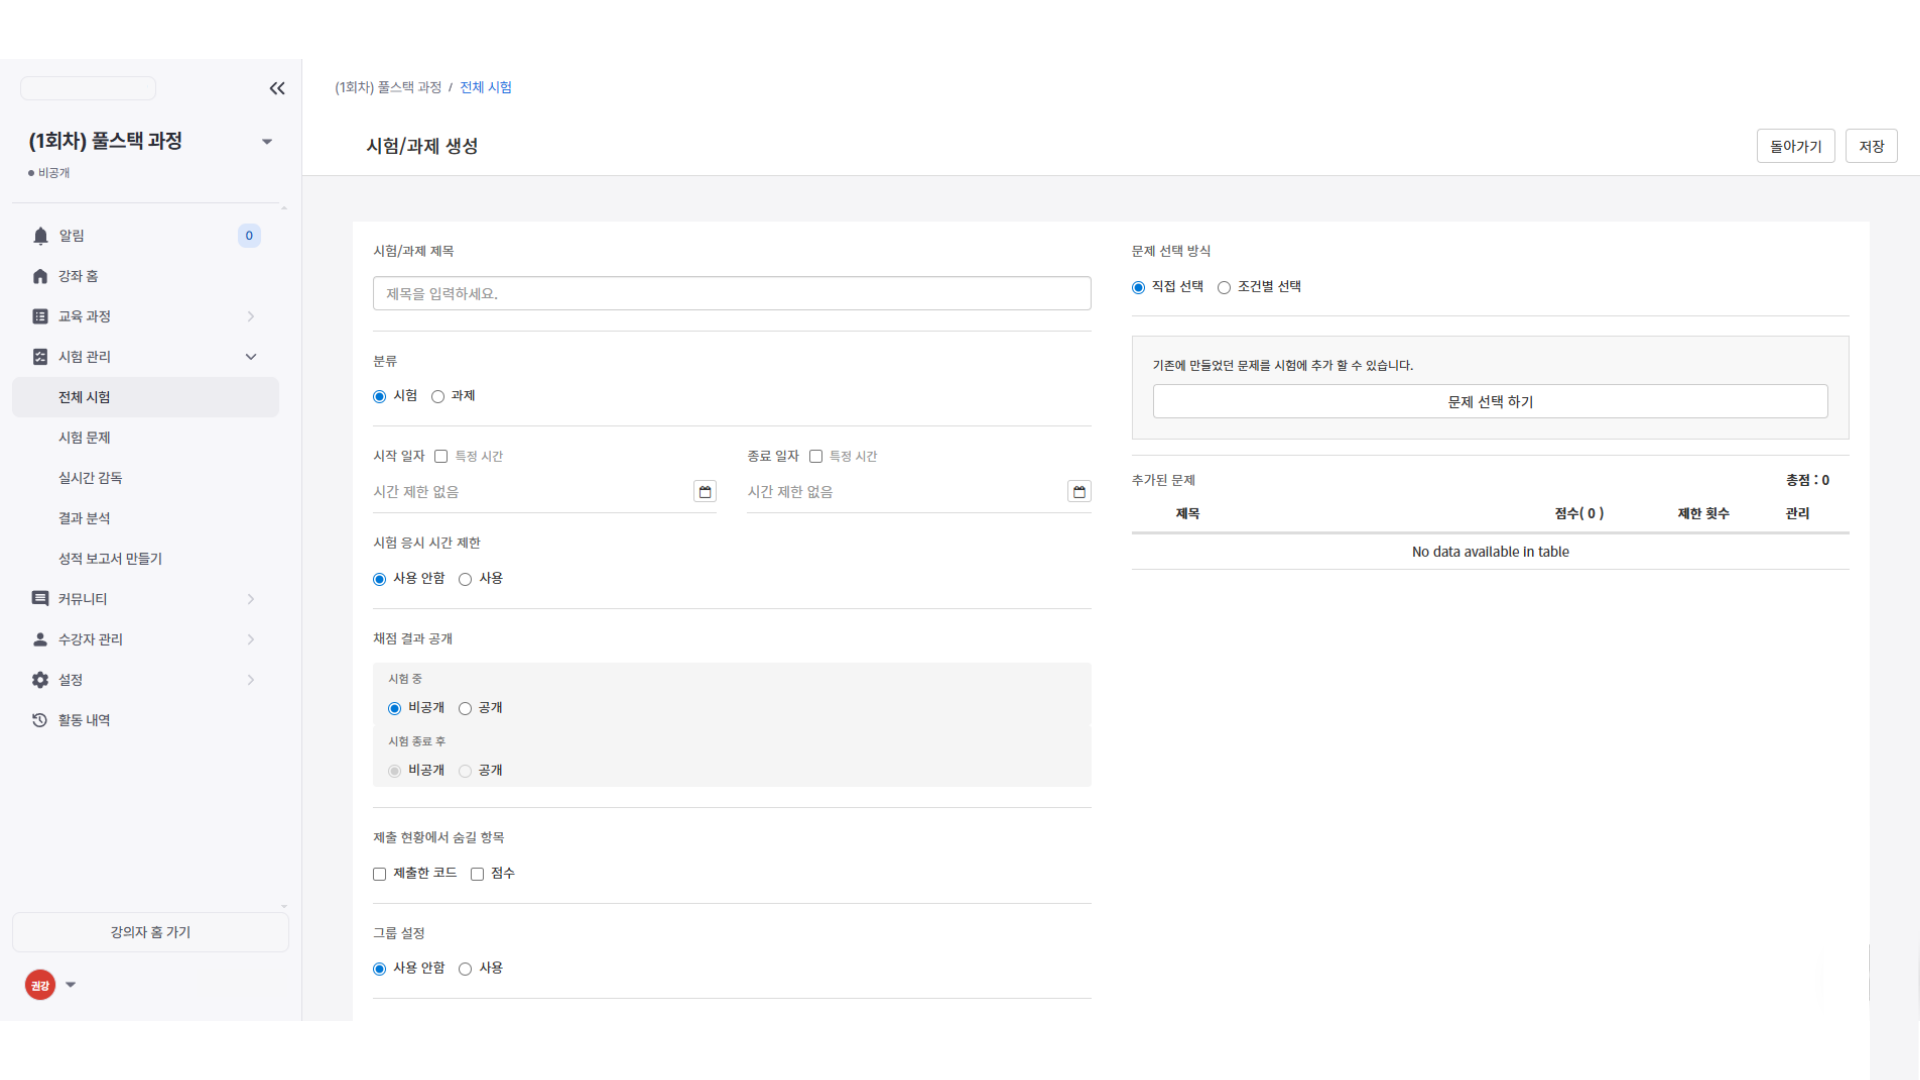 (1회차) 풀스택 과정 / 전체 시험
(1회차) 풀스택 과정
비공개
알림 0
강좌 홈
교육 과정
시험 관리
전체 시험
시험 문제
실시간 감독
결과 분석
성적 보고서 만들기
커뮤니티
수강자 관리
설정
활동 내역
강의자 홈 가기
권강
시험/과제 생성
돌아가기 저장
시험/과제 제목
제목을 입력하세요.
분류
시험 과제
시작 일자 특정 시간 종료 일자 특정 시간
시간 제한 없음 시간 제한 없음
시험 응시 시간 제한
사용 안함 사용
채점 결과 공개
시험 중
비공개 공개
시험 종료 후
비공개 공개
제출 현황에서 숨길 항목
제출한 코드 점수
그룹 설정
사용 안함 사용
문제 선택 방식
직접 선택 조건별 선택
기존에 만들었던 문제를 시험에 추가 할 수 있습니다.
문제 선택 하기
추가된 문제 총점 : 0
제목 점수( 0 ) 제한 횟수 관리
No data available in table